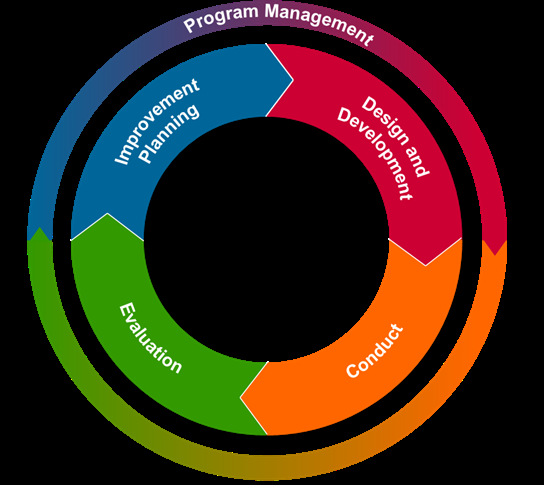 Program Management
Design and
Development
Conduct
Evaluation
Improvement
Planning